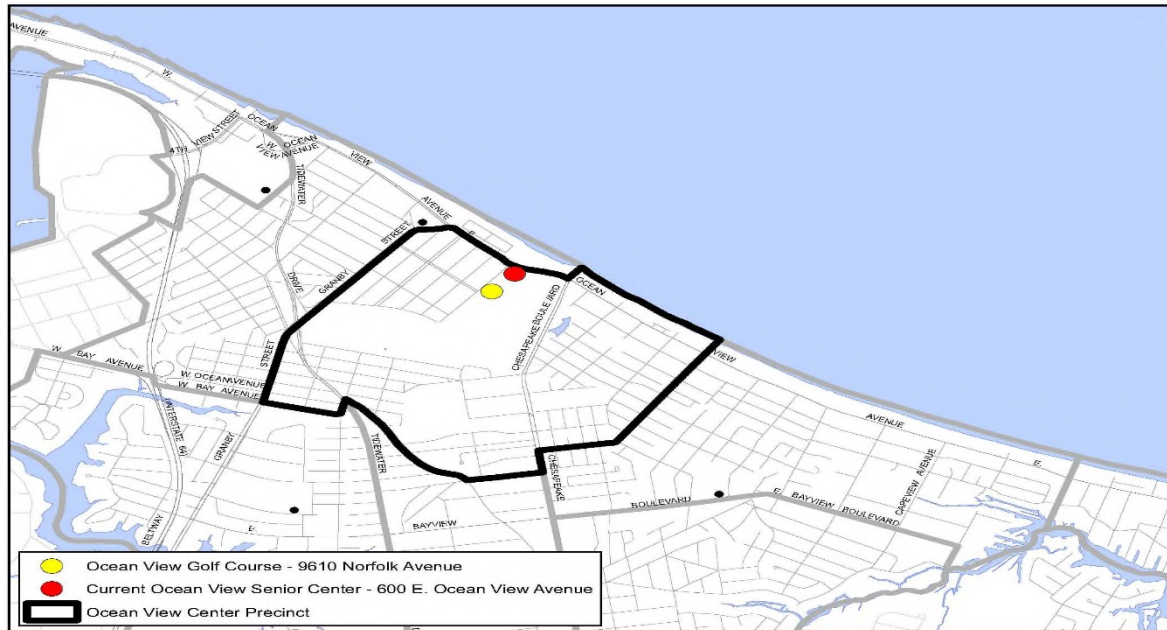 AVENUE
W.
4TH VIEW STREET
OCEAN
W. OCEAN
VIEW AVENUE
VIEW
TIDEWATER
AVENUE
E.
STREET
GRANBY
DRIVE
OCEAN
CHESAPEAKE BOULEVARD
STREET
VIEW
W. BAY AVENUE
W. OCEAN AVENUE
W. BAY AVENUE
INTERSTATE 64
GRANBY
TIDEWATER
CHESAPEAKE
AVENUE
CAPEVIEW AVENUE
E.
BOULEVARD
E. BAYVIEW BOULEVARD
BELTWAY
E.
BAYVIEW
Ocean View Golf Course - 9610 Norfolk Avenue
Current Ocean View Senior Center - 600 E. Ocean View Avenue
Ocean View Center Precinct